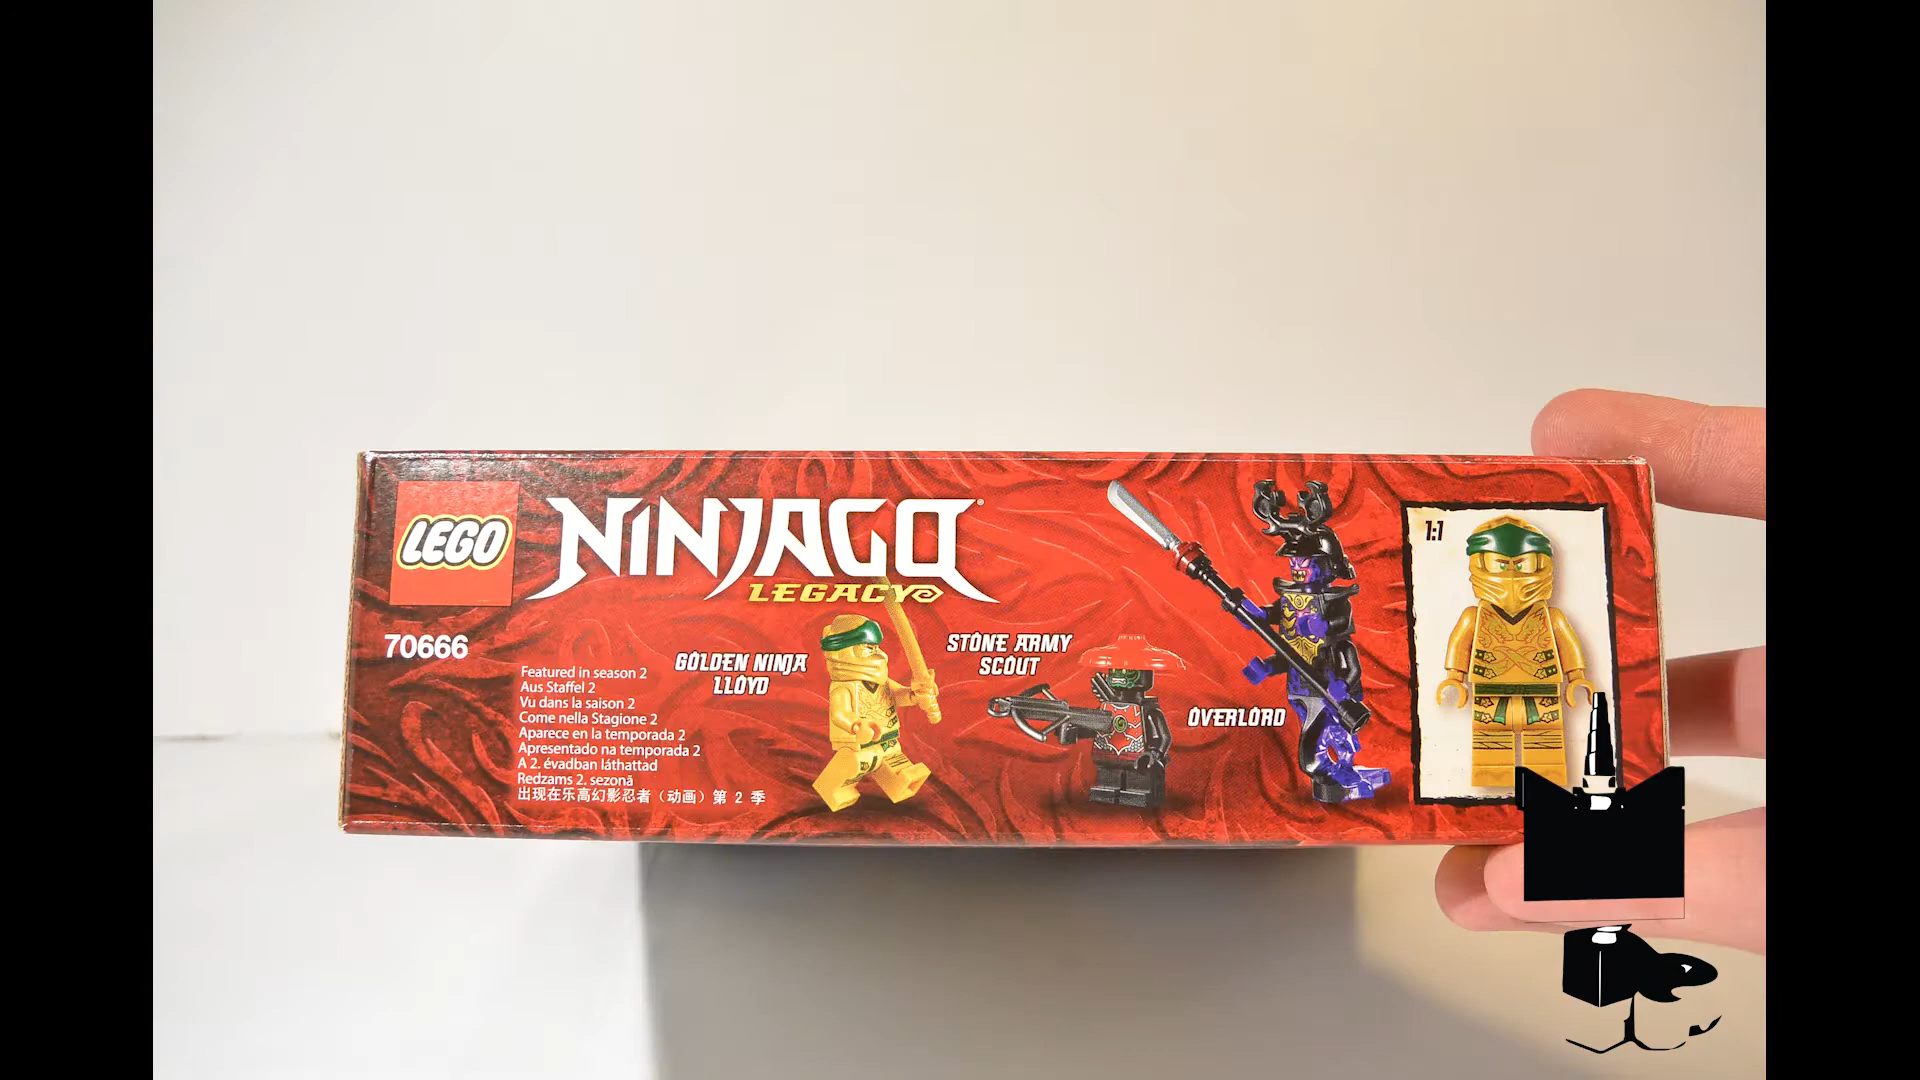 LEGO
NINJAGO®
LEGACY
70666
Featured in season 2
Aus Staffel 2
Vu dans la saison 2
Come nella Stagione 2
Aparece en la temporada 2
Apresentado na temporada 2
A 2. évadban láthattad
Redzams 2. sezonā
出现在乐高幻影忍者（动画）第 2 季
GOLDEN NINJA
LLOYD
STONE ARMY
SCOUT
OVERLORD
1:1